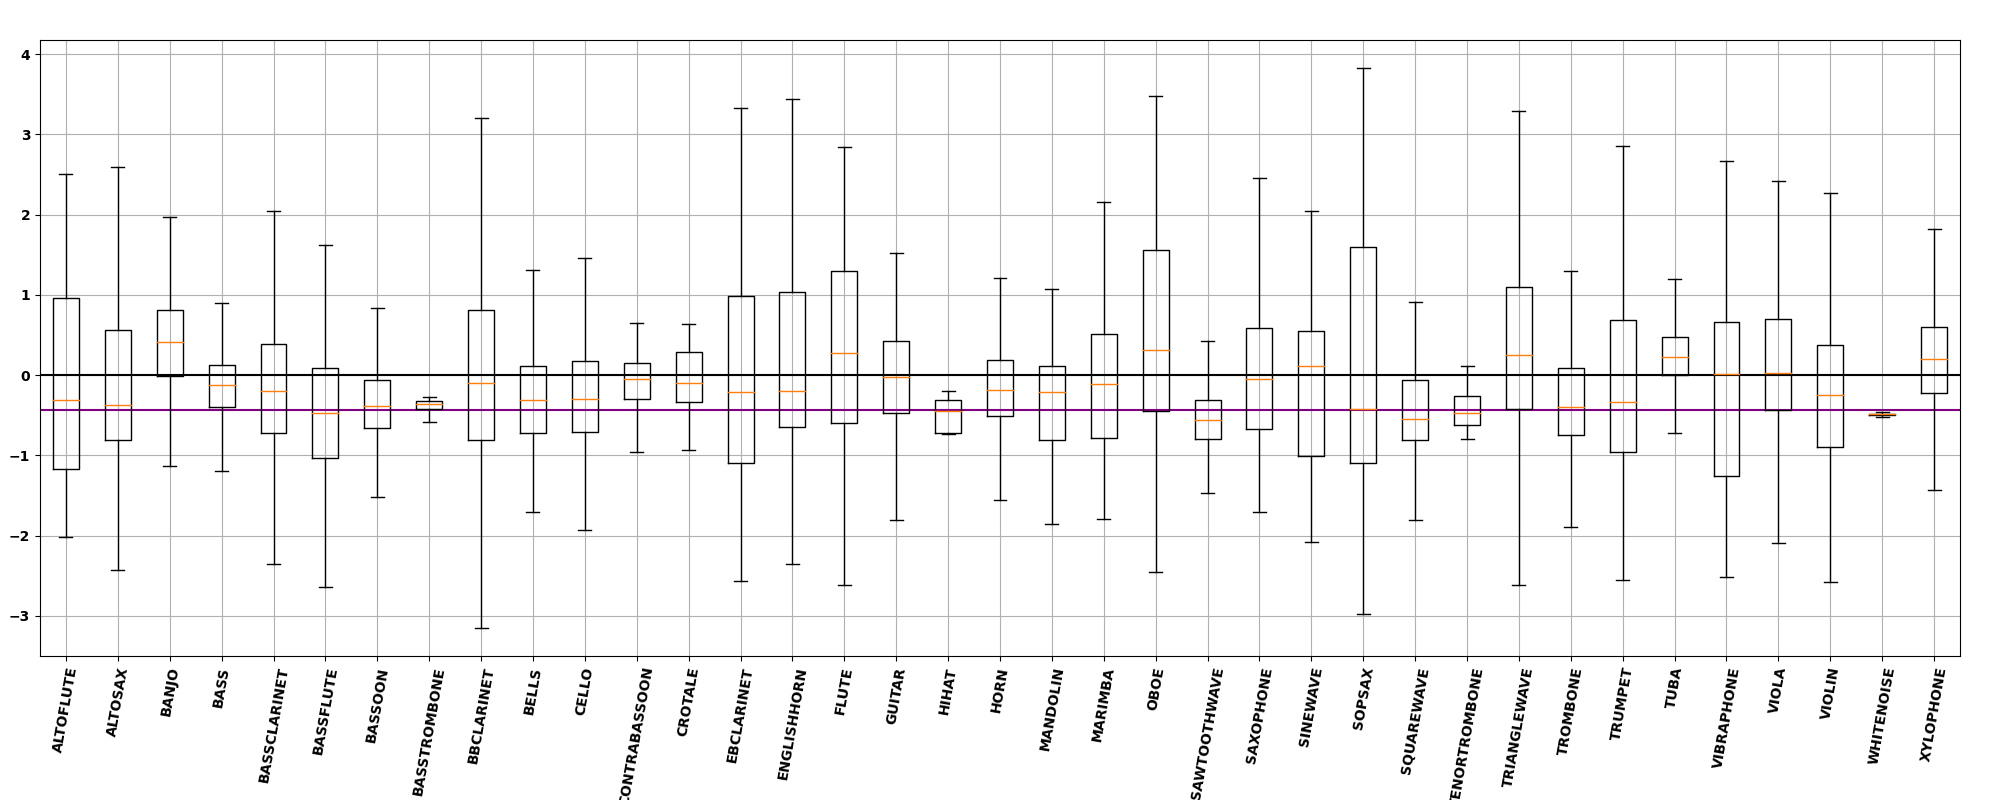 4
3
2
1
0
−1
−2
−3
ALTOFLUTE
ALTOSAX
BANJO
BASS
BASSCLARINET
BASSFLUTE
BASSOON
BASSTROMBONE
BBCLARINET
BELLS
CELLO
CONTRABASSOON
CROTALE
EBCLARINET
ENGLISHHORN
FLUTE
GUITAR
HIHAT
HORN
MANDOLIN
MARIMBA
OBOE
SAWTOOTHWAVE
SAXOPHONE
SINEWAVE
SOPSAX
SQUAREWAVE
TENORTROMBONE
TRIANGLEWAVE
TROMBONE
TRUMPET
TUBA
VIBRAPHONE
VIOLA
VIOLIN
WHITENOISE
XYLOPHONE